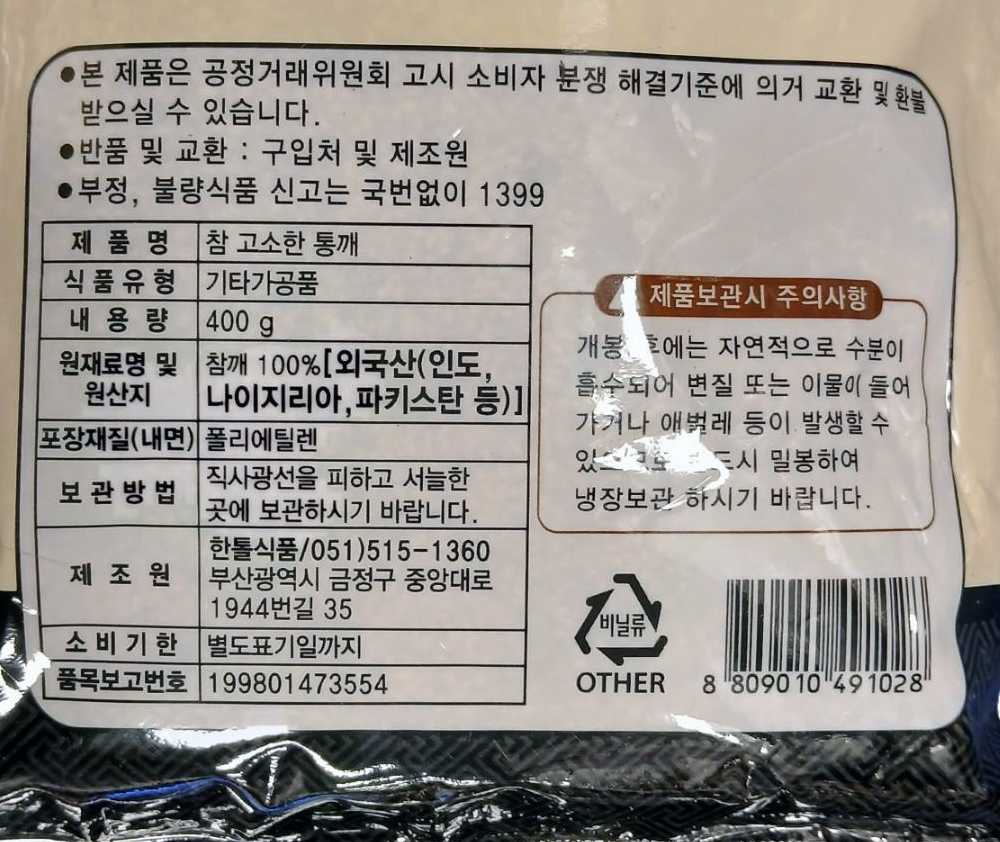 ●본 제품은 공정거래위원회 고시 소비자 분쟁 해결기준에 의거 교환 및 환불
받으실 수 있습니다.
●반품 및 교환 : 구입처 및 제조원
●부정, 불량식품 신고는 국번없이 1399
제 품 명 참 고소한 통깨
식품유형 기타가공품
내 용 량 400 g
원재료명 및 원산지 참깨 100%[외국산(인도,
나이지리아,파키스탄 등)]
포장재질(내면) 폴리에틸렌
보관방법 직사광선을 피하고 서늘한
곳에 보관하시기 바랍니다.
제 조 원 한톨식품/051)515-1360
부산광역시 금정구 중앙대로
1944번길 35
소비기한 별도표기일까지
품목보고번호 199801473554
제품보관시 주의사항
개봉 후에는 자연적으로 수분이
흡수되어 변질 또는 이물이 들어
가거나 애벌레 등이 발생할 수
밀봉하여
냉장보관 하시기 바랍니다.
비닐류
OTHER
8 809010 491028